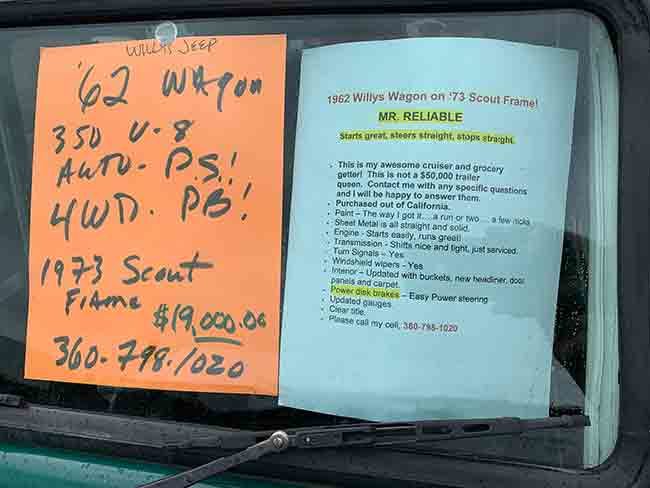 WILLYS JEEP
'62 WAgon
350 V-8
AUTO- P.S.!
4WD. PB!
1973 Scout
FrAme
$19,000.00
360-798-1020
1962 Willys Wagon on '73 Scout Frame!
MR. RELIABLE
Starts great, steers straight, stops straight.
- This is my awesome cruiser and grocery
getter! This is not a $50,000 trailer
queen. Contact me with any specific questions
and I will be happy to answer them.
- Purchased out of California.
- Paint – The way I got it....a run or two....a few nicks
- Sheet Metal is all straight and solid.
- Engine - Starts easily, runs great!
- Transmission - Shifts nice and tight, just serviced.
- Turn Signals – Yes
- Windshield wipers - Yes
- Interior – Updated with buckets, new headliner, door
panels and carpet.
- Power disk brakes – Easy Power steering
- Updated gauges
- Clear title.
- Please call my cell, 360-798-1020